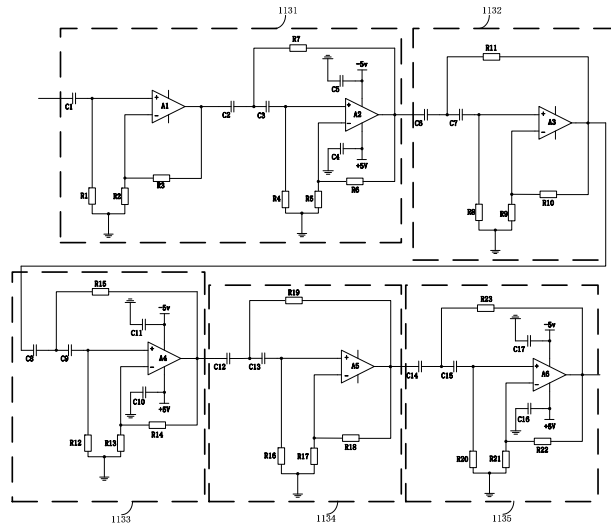 1131
1132
R7
R11
-5v
C5
C1
A1
C2
C3
A2
C6
C7
A3
C4
+5V
R3
R6
R10
R1
R2
R4
R5
R8
R9
R15
R19
R23
-5v
C11
C17
-5v
C8
C9
A4
C12
C13
A5
C14
C15
A6
C10
+5V
C16
+5V
R14
R18
R22
R12
R13
R16
R17
R20
R21
1133
1134
1135